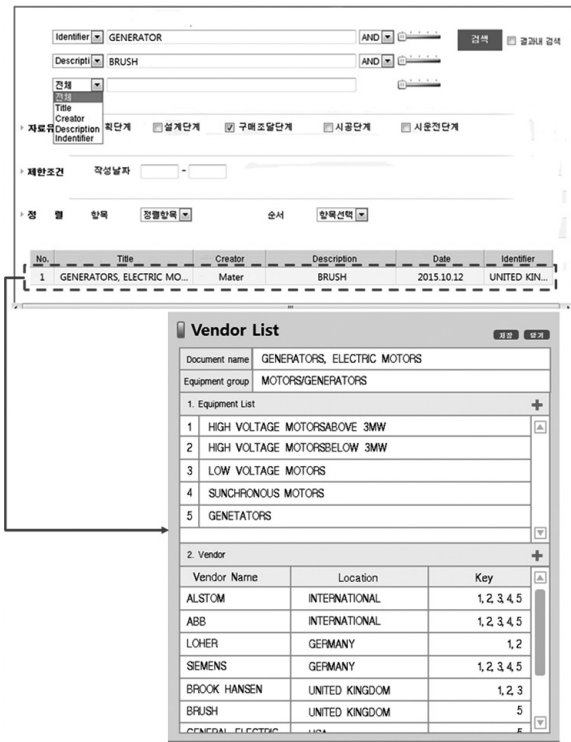 Identifier GENERATOR AND 검색 결과내 검색
Descripti BRUSH AND
전체
전체
Title
Creator
Description
Indentifier
자료유 획단계 설계단계 구매조달단계 시공단계 시운전단계
제한조건 작성날짜 -
정 렬 항목 정렬항목 순서 항목선택
No. Title Creator Description Date Identifier
1 GENERATORS, ELECTRIC MO... Mater BRUSH 2015.10.12 UNITED KIN...
Vendor List 저장 닫기
Document name GENERATORS, ELECTRIC MOTORS
Equipment group MOTORS/GENERATORS
1. Equipment List
1 HIGH VOLTAGE MOTORSABOVE 3MW
2 HIGH VOLTAGE MOTORSBELOW 3MW
3 LOW VOLTAGE MOTORS
4 SUNCHRONOUS MOTORS
5 GENETATORS
2. Vendor
Vendor Name Location Key
ALSTOM INTERNATIONAL 1, 2, 3, 4, 5
ABB INTERNATIONAL 1, 2, 3, 4, 5
LOHER GERMANY 1, 2
SIEMENS GERMANY 1, 2, 3, 4, 5
BROOK HANSEN UNITED KINGDOM 1, 2, 3
BRUSH UNITED KINGDOM 5
GENERAL ELECTRIC USA 5